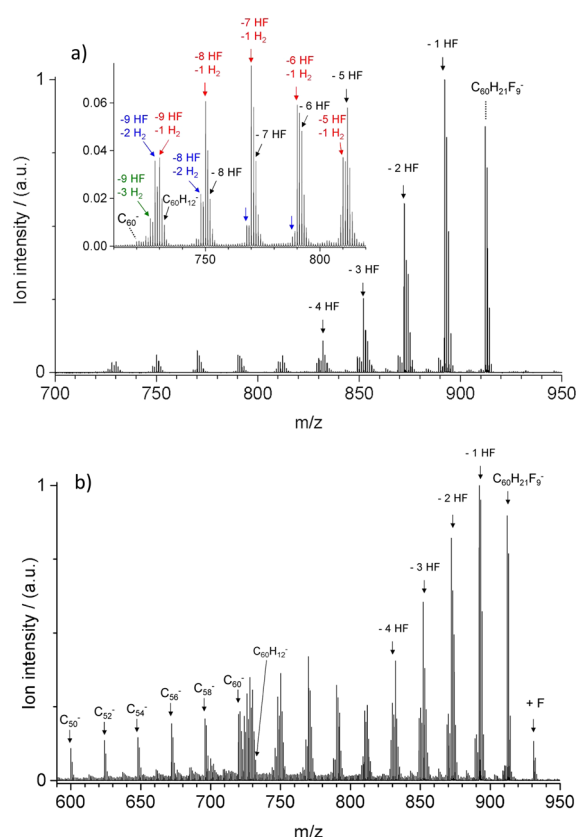 a)
-7 HF
-1 H₂
- 1 HF
-8 HF
-1 H₂
-6 HF
-1 H₂
- 5 HF
C₆₀H₂₁F₉⁻
-9 HF
-2 H₂
-9 HF
-1 H₂
- 6 HF
-5 HF
-1 H₂
- 7 HF
-8 HF
-2 H₂
- 8 HF
-9 HF
-3 H₂
C₆₀H₁₂⁻
C₆₀⁻
- 2 HF
- 3 HF
- 4 HF
0.06
0.04
0.02
0.00
750
800
1
0
Ion intensity / (a.u.)
700
750
800
850
900
950
m/z
b)
- 1 HF
C₆₀H₂₁F₉⁻
- 2 HF
- 3 HF
- 4 HF
C₆₀H₁₂⁻
C₆₀⁻
C₅₈⁻
C₅₆⁻
C₅₄⁻
C₅₂⁻
C₅₀⁻
+ F
1
0
Ion intensity / (a.u.)
600
650
700
750
800
850
900
950
m/z